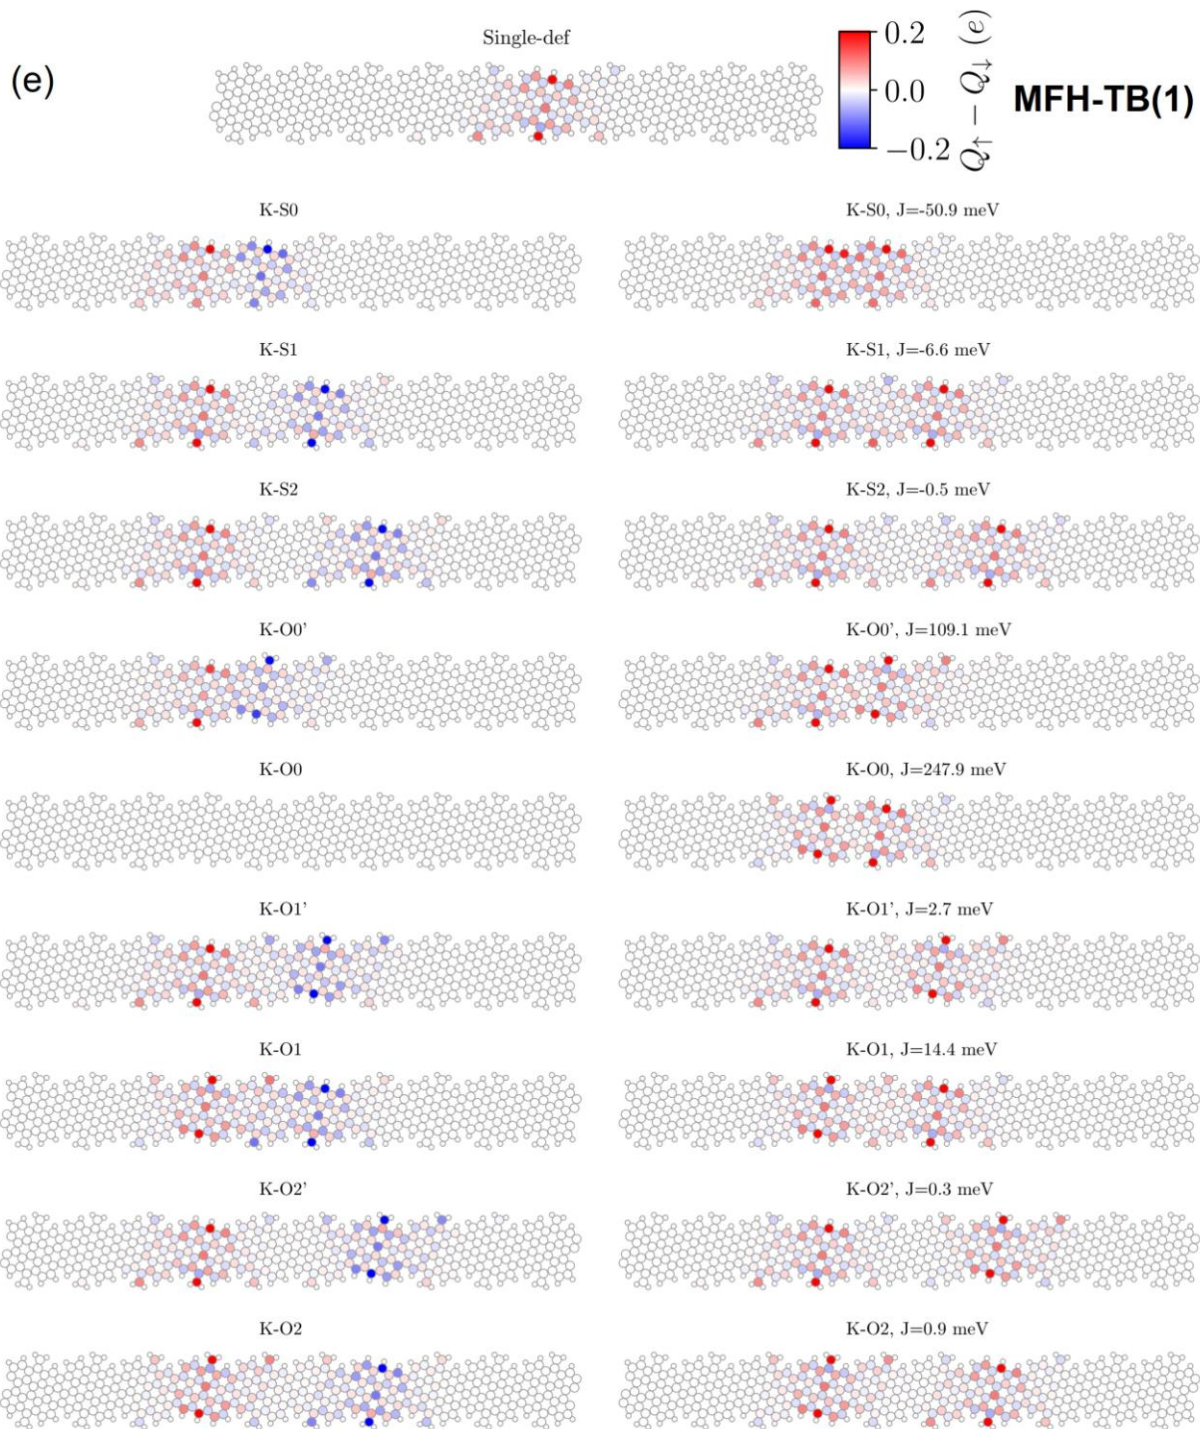 (e)
Single-def
0.2
0.0
−0.2
Q↑ − Q↓ (e)
MFH-TB(1)
K-S0
K-S0, J=-50.9 meV
K-S1
K-S1, J=-6.6 meV
K-S2
K-S2, J=-0.5 meV
K-O0'
K-O0', J=109.1 meV
K-O0
K-O0, J=247.9 meV
K-O1'
K-O1', J=2.7 meV
K-O1
K-O1, J=14.4 meV
K-O2'
K-O2', J=0.3 meV
K-O2
K-O2, J=0.9 meV